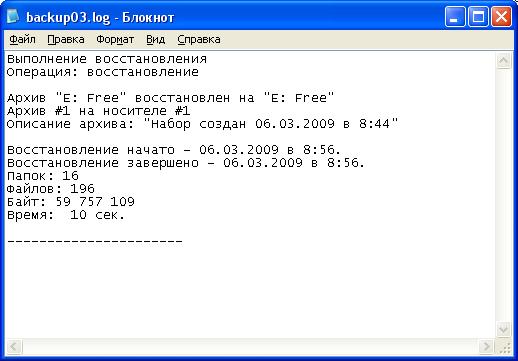 backup03.log - Блокнот
Файл Правка Формат Вид Справка
Выполнение восстановления
Операция: восстановление
Архив "E: Free" восстановлен на "E: Free"
Архив #1 на носителе #1
Описание архива: "Набор создан 06.03.2009 в 8:44"
Восстановление начато - 06.03.2009 в 8:56.
Восстановление завершено - 06.03.2009 в 8:56.
Папок: 16
Файлов: 196
Байт: 59 757 109
Время:  10 сек.
----------------------